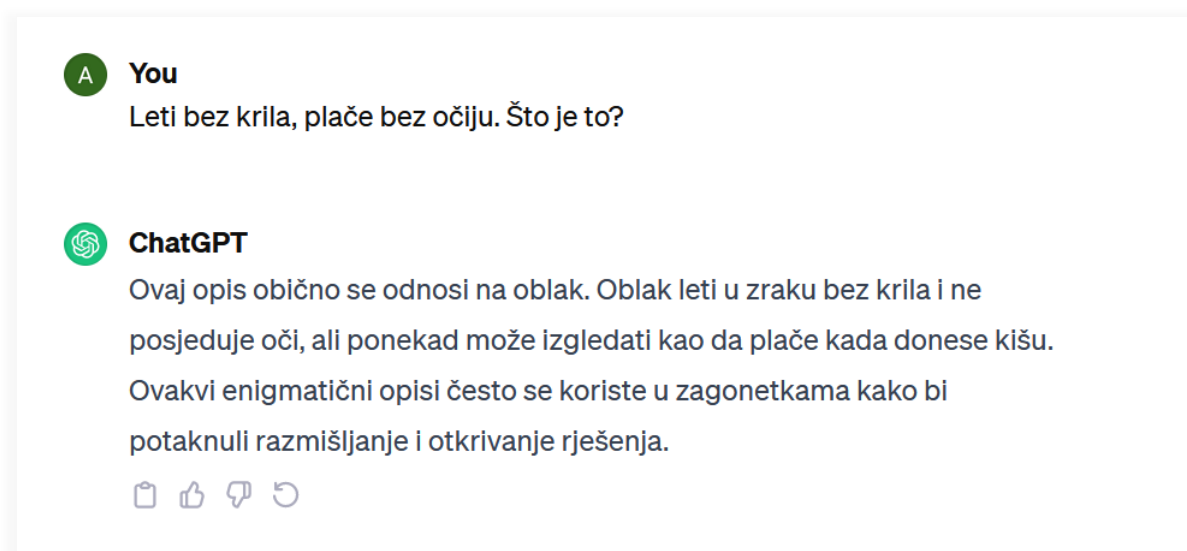 A
You
Leti bez krila, plače bez očiju. Što je to?
ChatGPT
Ovaj opis obično se odnosi na oblak. Oblak leti u zraku bez krila i ne
posjeduje oči, ali ponekad može izgledati kao da plače kada donese kišu.
Ovakvi enigmatični opisi često se koriste u zagonetkama kako bi
potaknuli razmišljanje i otkrivanje rješenja.